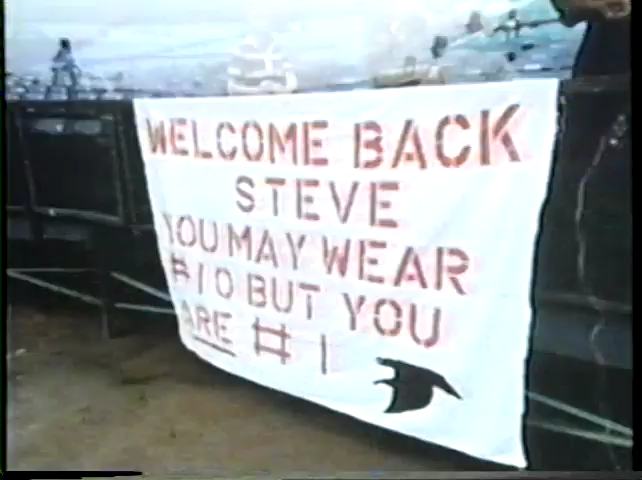 WELCOME BACK
STEVE
YOU MAY WEAR
#10 BUT YOU
ARE # 1